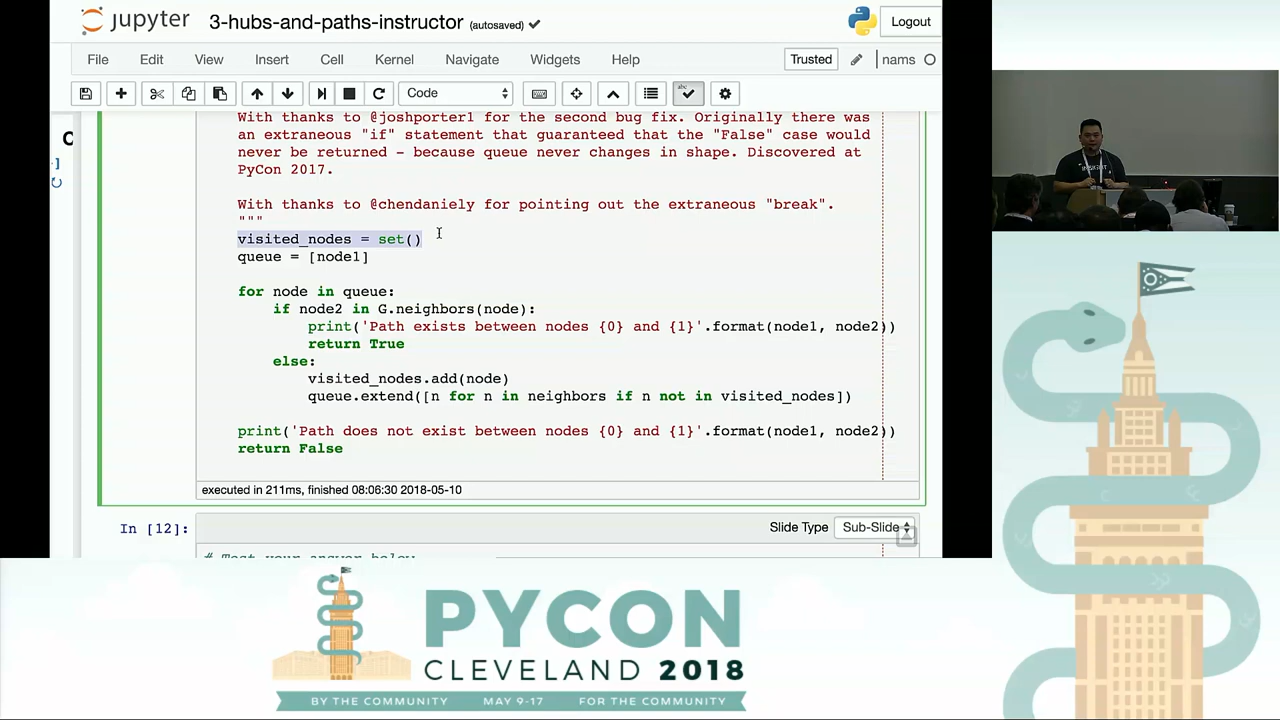 jupyter 3-hubs-and-paths-instructor (autosaved)
Logout
File Edit View Insert Cell Kernel Navigate Widgets Help
Trusted
nams
Code
With thanks to @joshporter1 for the second bug fix. Originally there was
an extraneous "if" statement that guaranteed that the "False" case would
never be returned - because queue never changes in shape. Discovered at
PyCon 2017.
With thanks to @chendaniely for pointing out the extraneous "break".
"""
visited_nodes = set()
queue = [node1]
for node in queue:
if node2 in G.neighbors(node):
print('Path exists between nodes {0} and {1}'.format(node1, node2))
return True
else:
visited_nodes.add(node)
queue.extend([n for n in neighbors if n not in visited_nodes])
print('Path does not exist between nodes {0} and {1}'.format(node1, node2))
return False
executed in 211ms, finished 08:06:30 2018-05-10
In [12]:
Slide Type Sub-Slide
# Test your answer below
PYCON
CLEVELAND 2018
BY THE COMMUNITY MAY 9-17 FOR THE COMMUNITY